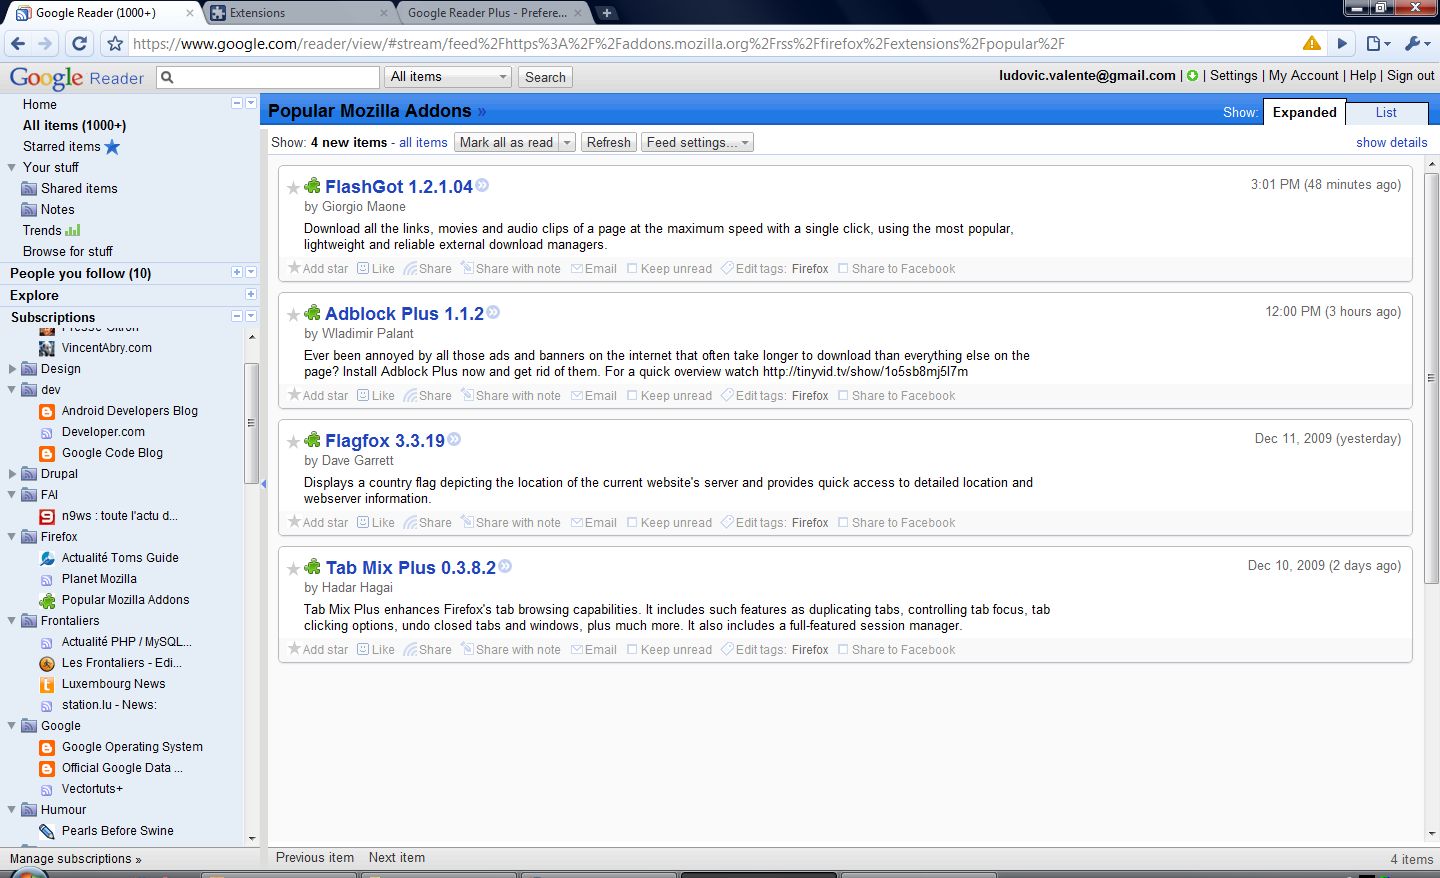 Google Reader (1000+)
Extensions
Google Reader Plus - Prefere...
https://www.google.com/reader/view/#stream/feed%2Fhttps%3A%2F%2Faddons.mozilla.org%2Frss%2Ffirefox%2Fextensions%2Fpopular%2F
Google Reader
All items
Search
ludovic.valente@gmail.com | | Settings | My Account | Help | Sign out
Home
All items (1000+)
Starred items
Your stuff
Shared items
Notes
Trends
Browse for stuff
People you follow (10)
Explore
Subscriptions
Presse-Citron
VincentAbry.com
Design
dev
Android Developers Blog
Developer.com
Google Code Blog
Drupal
FAI
n9ws : toute l'actu d...
Firefox
Actualité Toms Guide
Planet Mozilla
Popular Mozilla Addons
Frontaliers
Actualité PHP / MySQL...
Les Frontaliers - Edi...
Luxembourg News
station.lu - News:
Google
Google Operating System
Official Google Data ...
Vectortuts+
Humour
Pearls Before Swine
Manage subscriptions »
Popular Mozilla Addons »
Show: Expanded List
Show: 4 new items - all items Mark all as read Refresh Feed settings... show details
FlashGot 1.2.1.04 3:01 PM (48 minutes ago)
by Giorgio Maone
Download all the links, movies and audio clips of a page at the maximum speed with a single click, using the most popular,
lightweight and reliable external download managers.
Add star Like Share Share with note Email Keep unread Edit tags: Firefox Share to Facebook
Adblock Plus 1.1.2 12:00 PM (3 hours ago)
by Wladimir Palant
Ever been annoyed by all those ads and banners on the internet that often take longer to download than everything else on the
page? Install Adblock Plus now and get rid of them. For a quick overview watch http://tinyvid.tv/show/1o5sb8mj5l7m
Add star Like Share Share with note Email Keep unread Edit tags: Firefox Share to Facebook
Flagfox 3.3.19 Dec 11, 2009 (yesterday)
by Dave Garrett
Displays a country flag depicting the location of the current website's server and provides quick access to detailed location and
webserver information.
Add star Like Share Share with note Email Keep unread Edit tags: Firefox Share to Facebook
Tab Mix Plus 0.3.8.2 Dec 10, 2009 (2 days ago)
by Hadar Hagai
Tab Mix Plus enhances Firefox's tab browsing capabilities. It includes such features as duplicating tabs, controlling tab focus, tab
clicking options, undo closed tabs and windows, plus much more. It also includes a full-featured session manager.
Add star Like Share Share with note Email Keep unread Edit tags: Firefox Share to Facebook
Previous item Next item 4 items